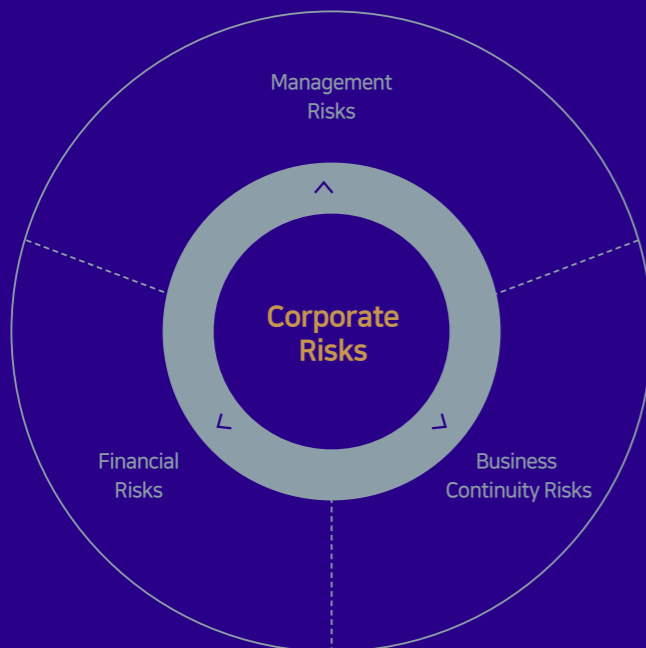 Management
Risks
Corporate
Risks
Financial
Risks
Business
Continuity Risks